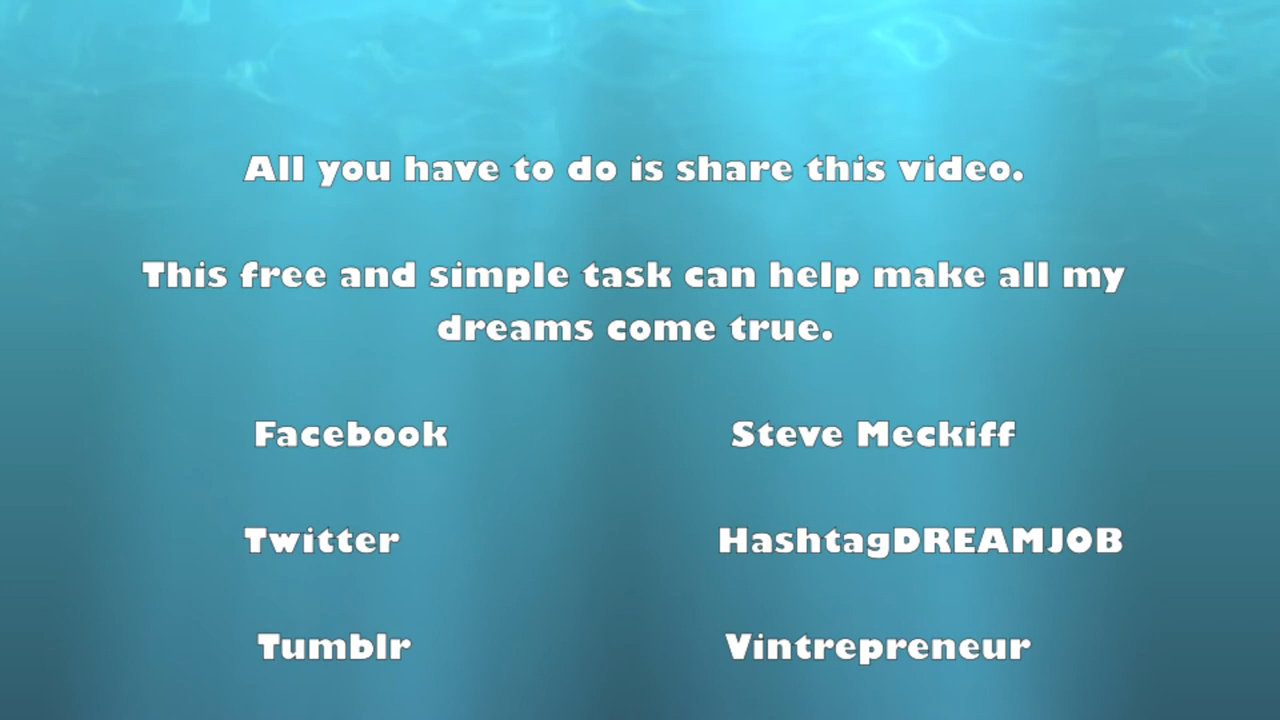 All you have to do is share this video.
This free and simple task can help make all my
dreams come true.
Facebook Steve Meckiff
Twitter HashtagDREAMJOB
Tumblr Vintrepreneur